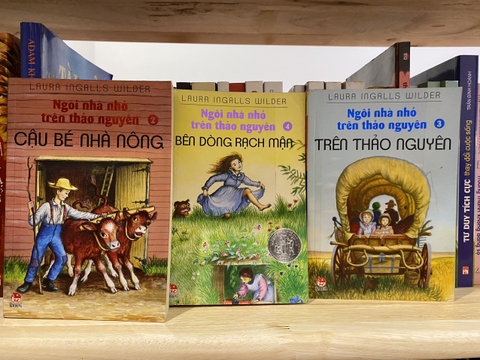 LAURA INGALLS WILDER
Ngôi nhà nhỏ
trên thảo nguyên 2
CẬU BÉ NHÀ NÔNG
LAURA INGALLS WILDER
Ngôi nhà nhỏ
trên thảo nguyên 4
BÊN DÒNG RẠCH MẬN
LAURA INGALLS WILDER
Ngôi nhà nhỏ
trên thảo nguyên 3
TRÊN THẢO NGUYÊN
ADAM
TƯ DUY TÍCH CỰC thay đổi cuộc sống